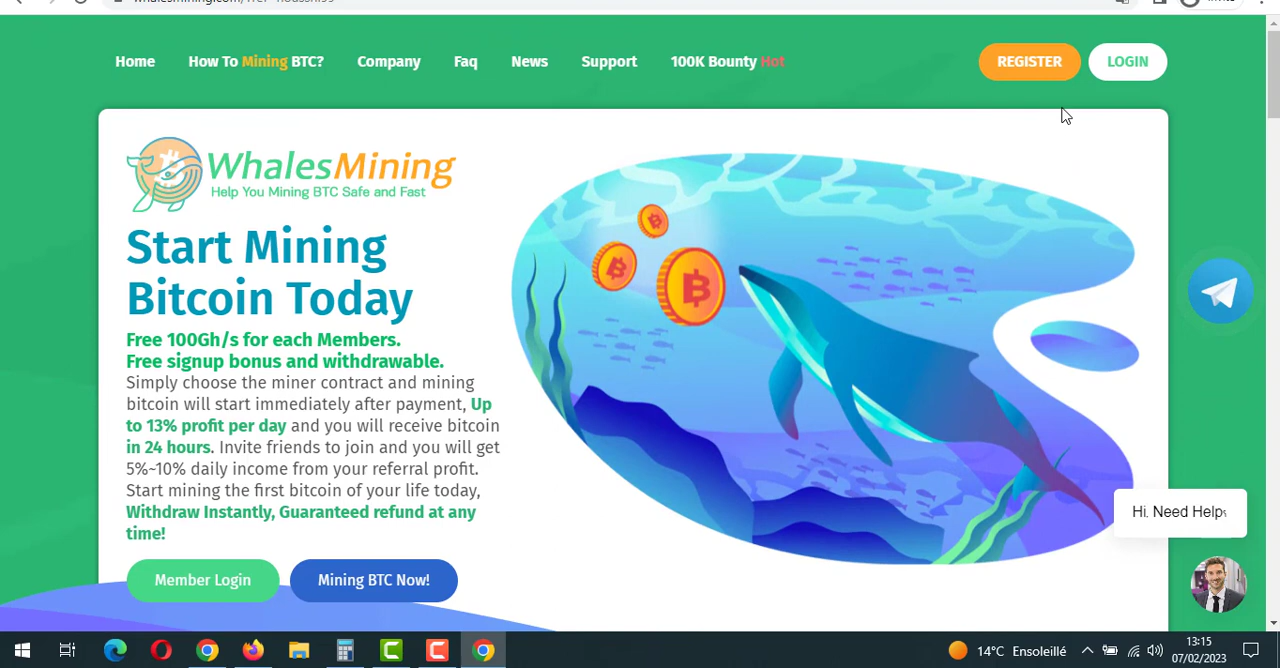 Home How To Mining BTC? Company Faq News Support 100K Bounty Hot REGISTER LOGIN
WhalesMining
Help You Mining BTC Safe and Fast
Start Mining
Bitcoin Today
Free 100Gh/s for each Members.
Free signup bonus and withdrawable.
Simply choose the miner contract and mining
bitcoin will start immediately after payment, Up
to 13% profit per day and you will receive bitcoin
in 24 hours. Invite friends to join and you will get
5%~10% daily income from your referral profit.
Start mining the first bitcoin of your life today,
Withdraw Instantly, Guaranteed refund at any
time!
Hi. Need Help
Member Login Mining BTC Now!
14°C Ensoleillé
13:15
07/02/2023